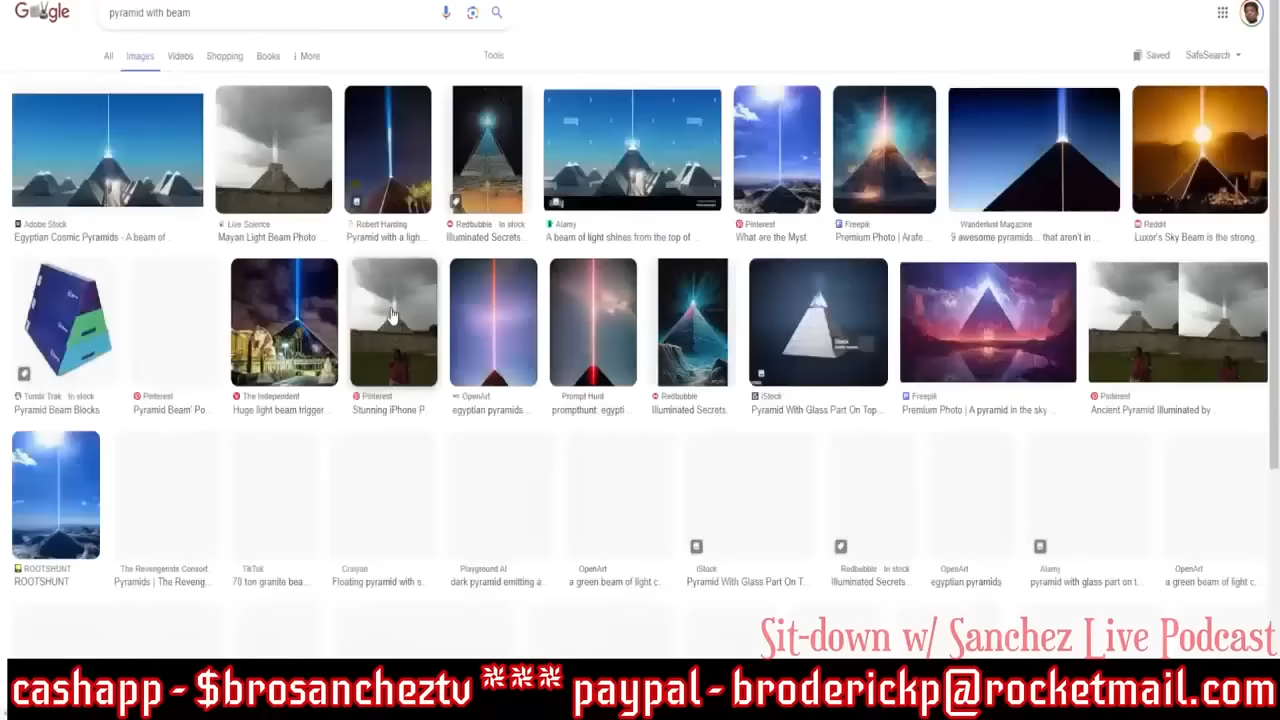 Google
pyramid with beam
All Images Videos Shopping Books More Tools Saved SafeSearch
Adobe Stock
Egyptian Cosmic Pyramids - A beam of
Live Science
Mayan Light Beam Photo
Robert Harding
Pyramid with a ligh...
Redbubble · In stock
Illuminated Secrets
Alamy
A beam of light shines from the top of ...
Pinterest
What are the Myst.
Freepik
Premium Photo | Arafe...
Wanderlust Magazine
9 awesome pyramids... that aren't in ...
Reddit
Luxor's Sky Beam is the strong...
Tumbl Trak · In stock
Pyramid Beam Blocks
Pinterest
Pyramid Beam' Po...
The Independent
Huge light beam trigger...
Pinterest
Stunning iPhone P
OpenArt
egyptian pyramids...
Prompt Hunt
prompthunt: egypti...
Redbubble
Illuminated Secrets.
iStock
Pyramid With Glass Part On Top...
Freepik
Premium Photo | A pyramid in the sky ...
Pinterest
Ancient Pyramid Illuminated by
ROOTSHUNT
ROOTSHUNT
The Revengerists Consort...
Pyramids | The Reveng...
TikTok
70 ton granite bea...
Craiyon
Floating pyramid with s...
Playground AI
dark pyramid emitting a...
OpenArt
a green beam of light c...
iStock
Pyramid With Glass Part On T...
Redbubble · In stock
Illuminated Secrets...
OpenArt
egyptian pyramids
Alamy
pyramid with glass part on t...
OpenArt
a green beam of light c...
Sit-down w/ Sanchez Live Podcast
cashapp - $brosancheztv *** paypal - broderickp@rocketmail.com